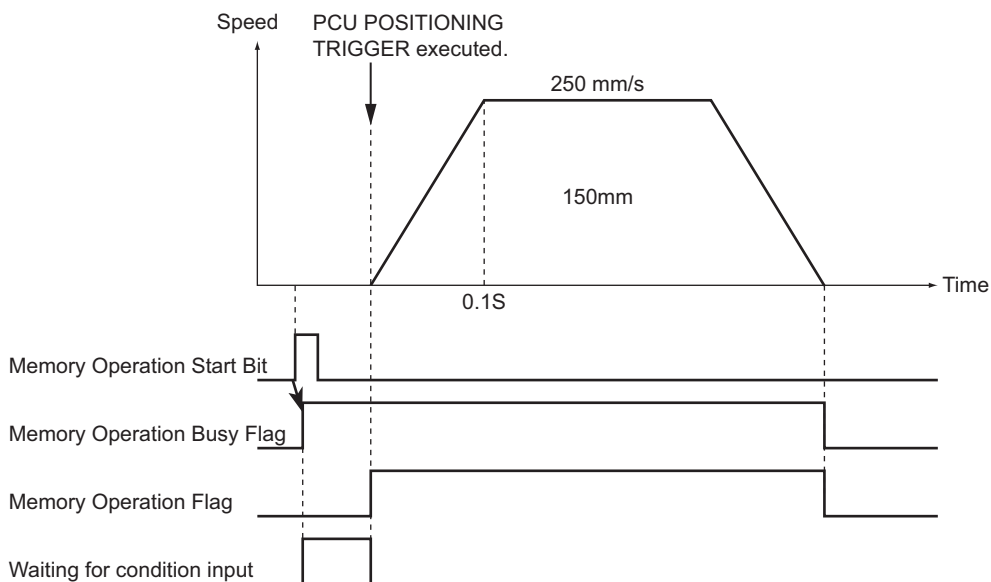 Speed
PCU POSITIONING
TRIGGER executed.
250 mm/s
150mm
Time
0.1S
Memory Operation Start Bit
Memory Operation Busy Flag
Memory Operation Flag
Waiting for condition input